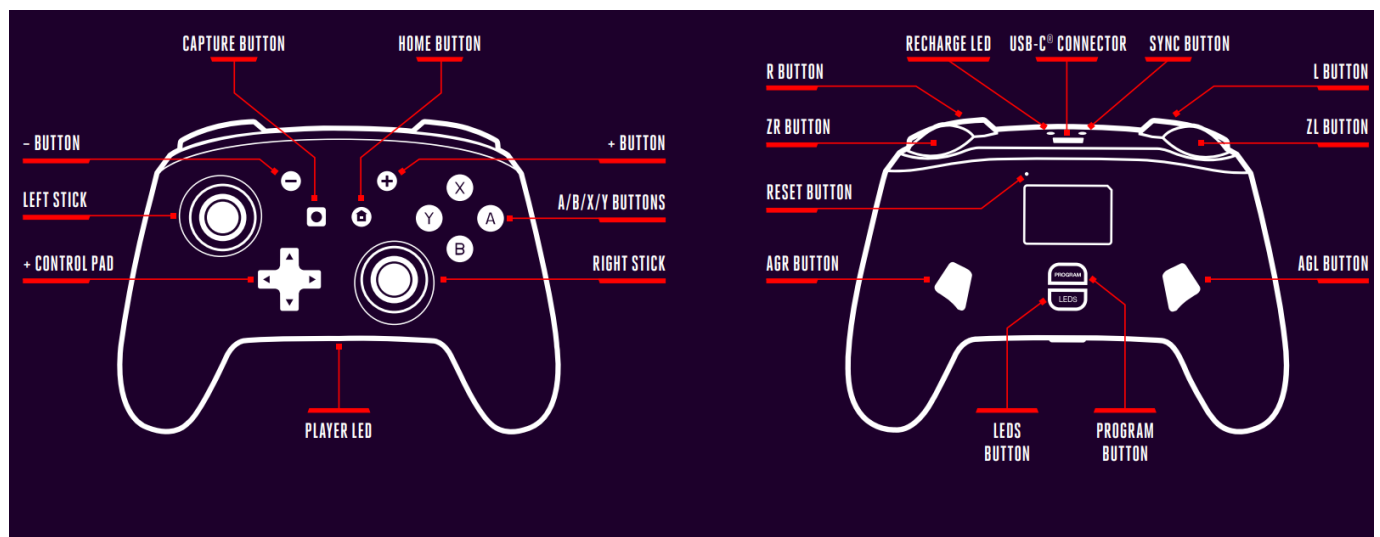 CAPTURE BUTTON
HOME BUTTON
– BUTTON
+ BUTTON
LEFT STICK
A/B/X/Y BUTTONS
+ CONTROL PAD
RIGHT STICK
X
Y
A
B
PLAYER LED
RECHARGE LED
USB-C® CONNECTOR
SYNC BUTTON
R BUTTON
L BUTTON
ZR BUTTON
ZL BUTTON
RESET BUTTON
AGR BUTTON
AGL BUTTON
PROGRAM
LEDS
LEDS
BUTTON
PROGRAM
BUTTON